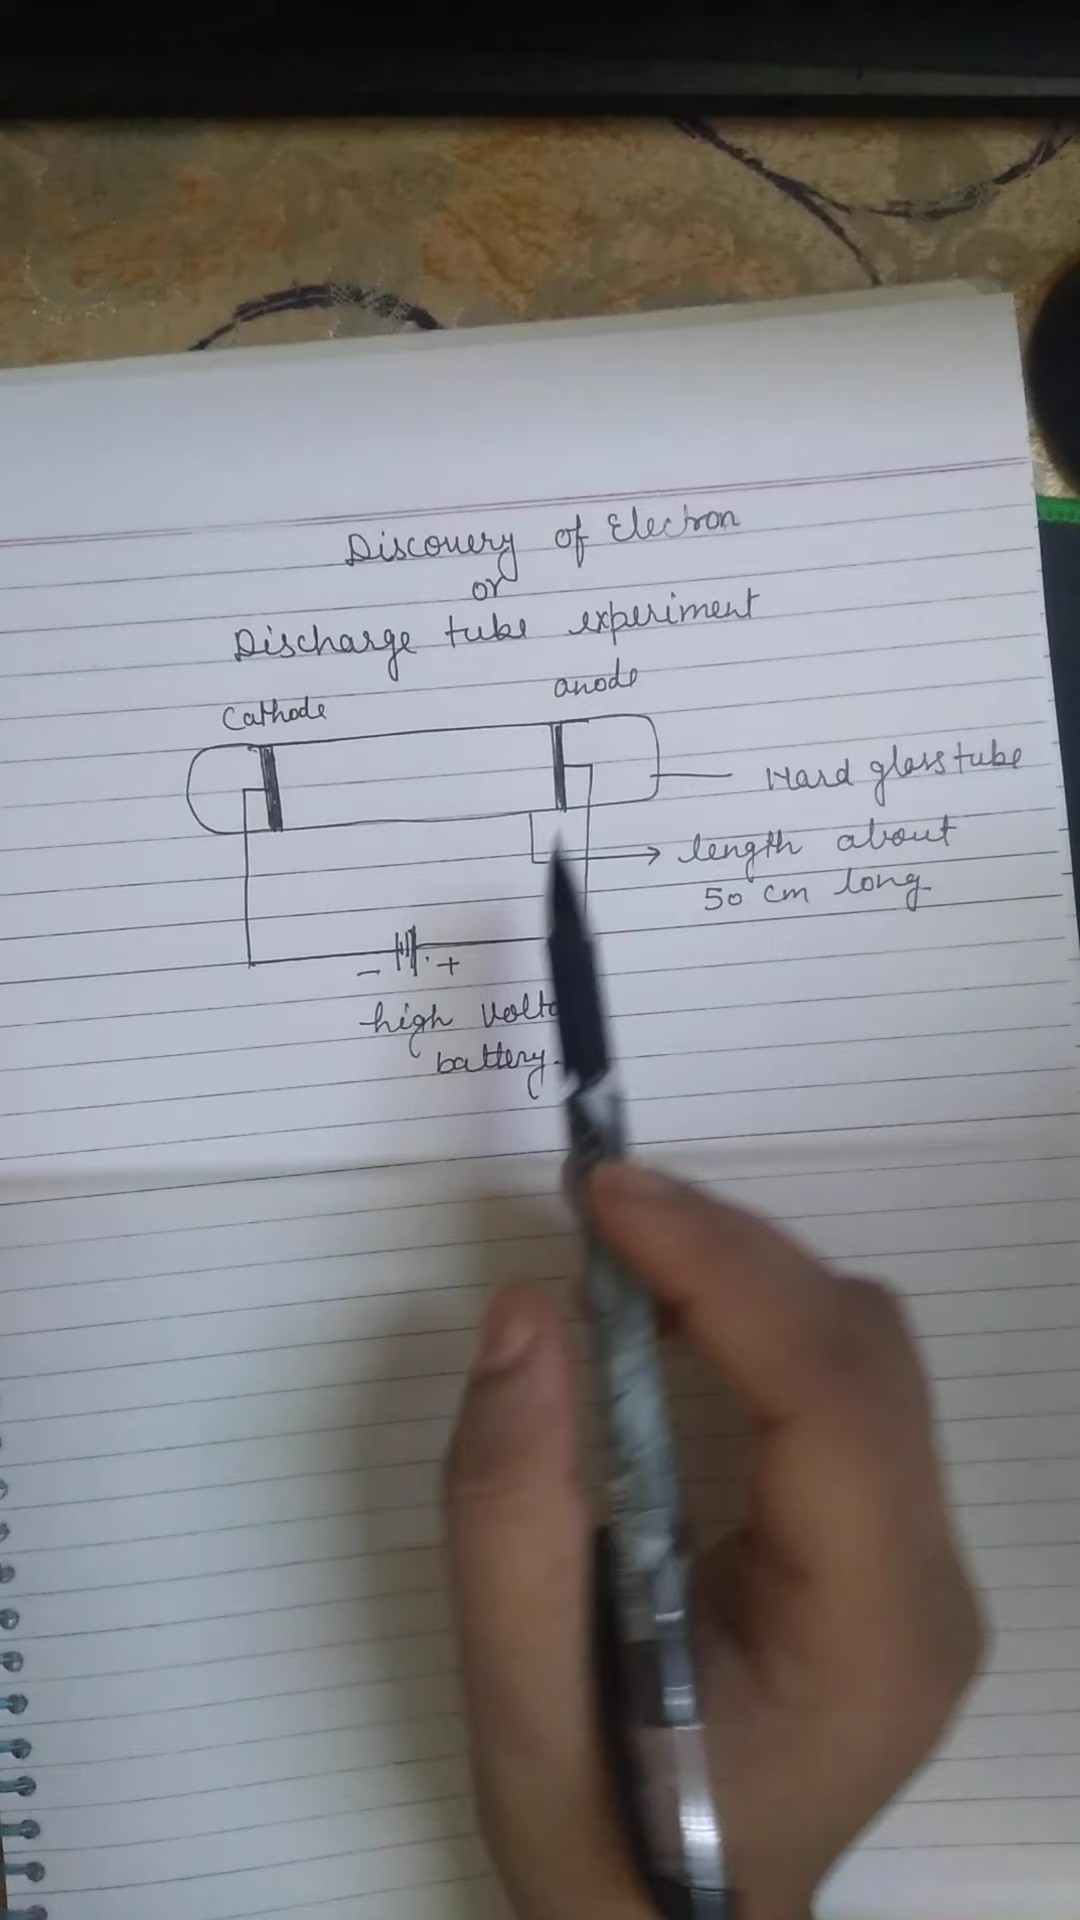 Discovery of Electron
or
Discharge tube experiment
Cathode
anode
Hard glass tube
length about
50 cm long
- +
high
battery.